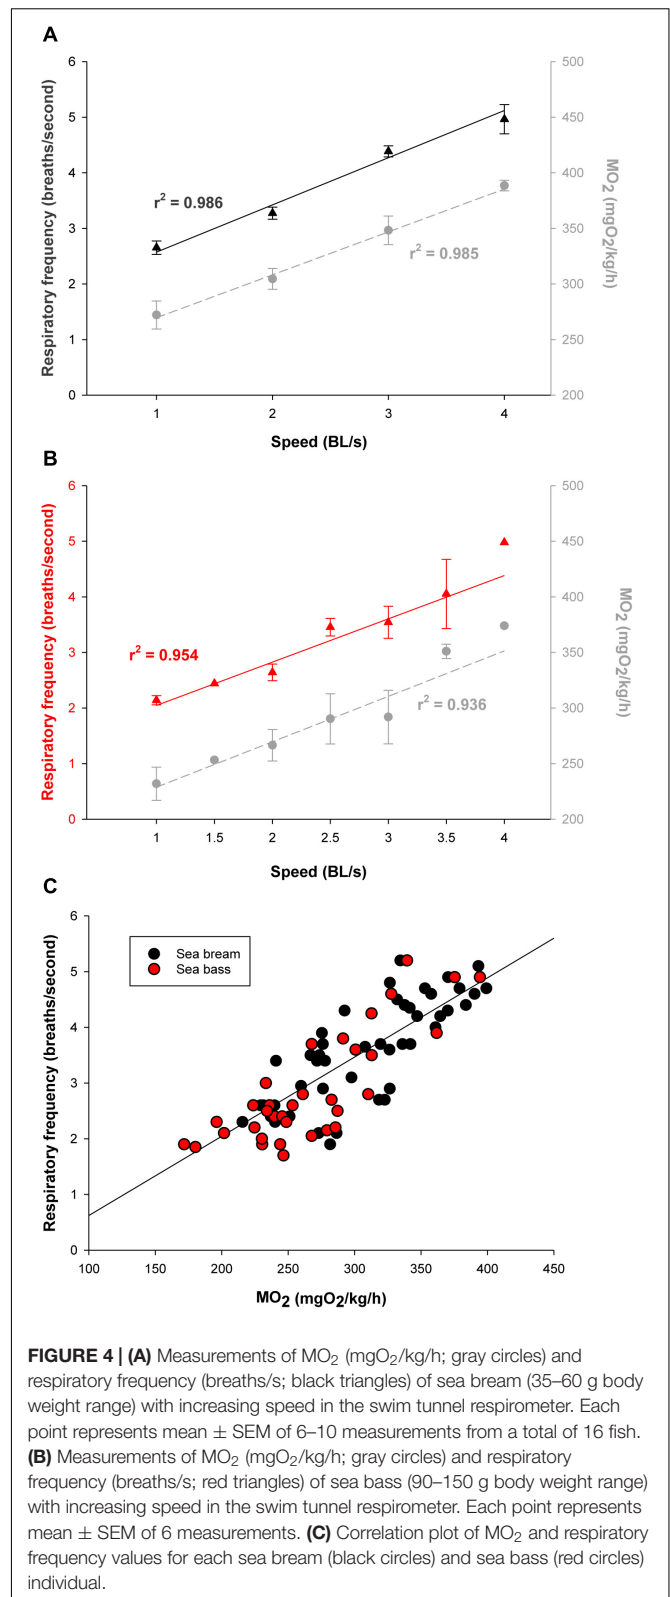 A
6
5
4
3
2
1
0
Respiratory frequency (breaths/second)
500
450
400
350
300
250
200
MO2 (mgO2/kg/h)
r2 = 0.986
r2 = 0.985
1 2 3 4
Speed (BL/s)
B
6
5
4
3
2
1
0
Respiratory frequency (breaths/second)
500
450
400
350
300
250
200
MO2 (mgO2/kg/h)
r2 = 0.954
r2 = 0.936
1 1.5 2 2.5 3 3.5 4
Speed (BL/s)
C
6
5
4
3
2
1
0
Respiratory frequency (breaths/second)
Sea bream
Sea bass
100 150 200 250 300 350 400 450
MO2 (mgO2/kg/h)
FIGURE 4 | (A) Measurements of MO2 (mgO2/kg/h; gray circles) and
respiratory frequency (breaths/s; black triangles) of sea bream (35–60 g body
weight range) with increasing speed in the swim tunnel respirometer. Each
point represents mean ± SEM of 6–10 measurements from a total of 16 fish.
(B) Measurements of MO2 (mgO2/kg/h; gray circles) and respiratory
frequency (breaths/s; red triangles) of sea bass (90–150 g body weight range)
with increasing speed in the swim tunnel respirometer. Each point represents
mean ± SEM of 6 measurements. (C) Correlation plot of MO2 and respiratory
frequency values for each sea bream (black circles) and sea bass (red circles)
individual.